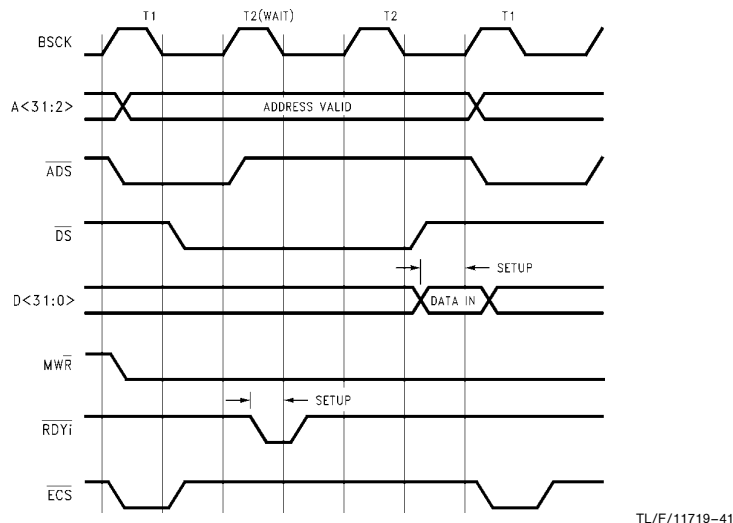 T1 T2(WAIT) T2 T1
BSCK
A<31:2> ADDRESS VALID
ADS
DS
SETUP
D<31:0> DATA IN
MWR
SETUP
RDYi
ECS
TL/F/11719–41